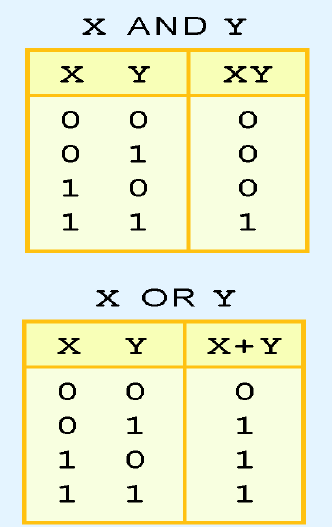 X AND Y
X Y XY
0 0 0
0 1 0
1 0 0
1 1 1
X OR Y
X Y X+Y
0 0 0
0 1 1
1 0 1
1 1 1